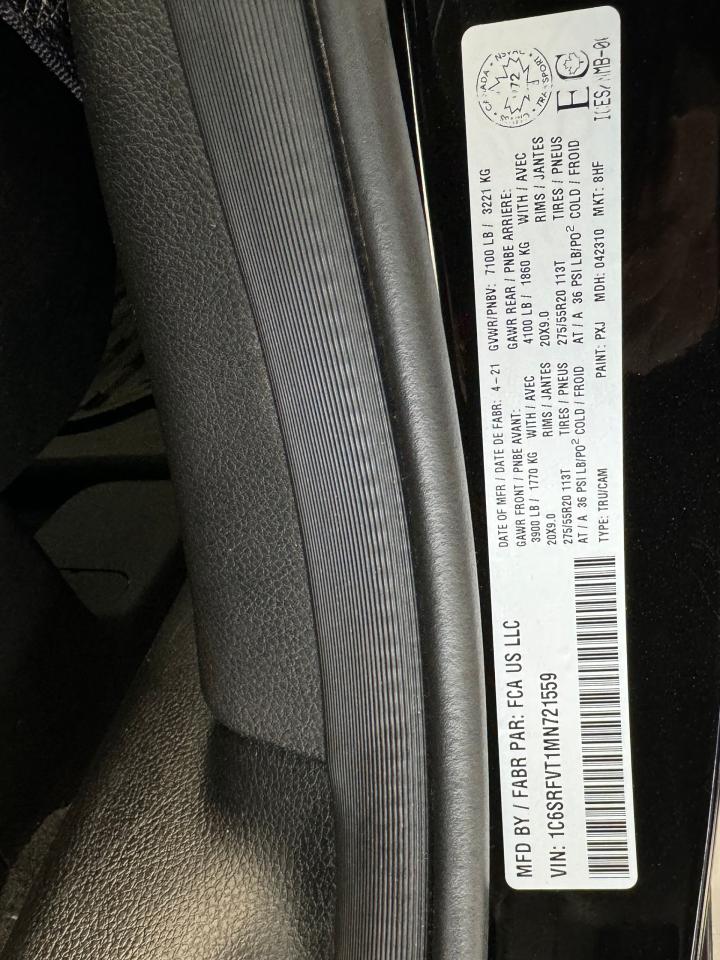 MFD BY / FABR PAR: FCA US LLC
VIN: 1C6SRFVT1MN721559
DATE OF MFR / DATE DE FABR: 4-21 GVWR/PNBV: 7100 LB / 3221 KG
GAWR FRONT / PNBE AVANT: GAWR REAR / PNBE ARRIERE:
3900 LB / 1770 KG WITH / AVEC 4100 LB / 1860 KG WITH / AVEC
20X9.0 RIMS / JANTES 20X9.0 RIMS / JANTES
275/55R20 113T TIRES / PNEUS 275/55R20 113T TIRES / PNEUS
AT / A 36 PSI LB/PO² COLD / FROID AT / A 36 PSI LB/PO² COLD / FROID
TYPE: TRU/CAM PAINT: PXJ MDH: 042310 MKT: 8HF
CANADA TRANSPORT
EC